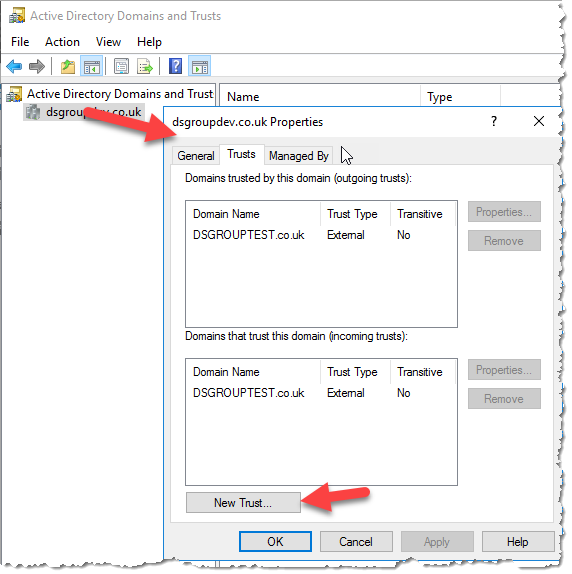 Active Directory Domains and Trusts
File Action View Help
Active Directory Domains and Trust
Name Type
dsgroupdev.co.uk
dsgroupdev.co.uk Properties
? 
General Trusts Managed By
Domains trusted by this domain (outgoing trusts):
Domain Name Trust Type Transitive
DSGROUPTEST.co.uk External No
Properties...
Remove
Domains that trust this domain (incoming trusts):
Domain Name Trust Type Transitive
DSGROUPTEST.co.uk External No
Properties...
Remove
New Trust...
OK Cancel Apply Help